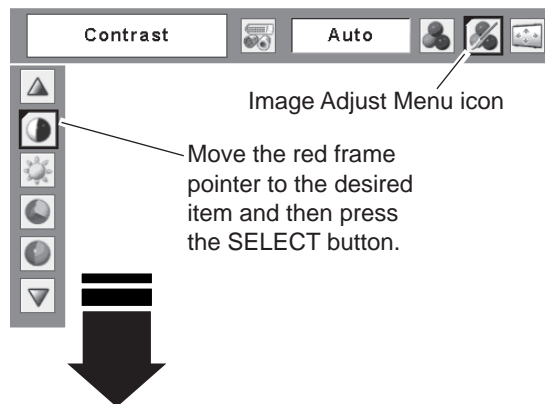 Contrast
Auto
Image Adjust Menu icon
Move the red frame
pointer to the desired
item and then press
the SELECT button.